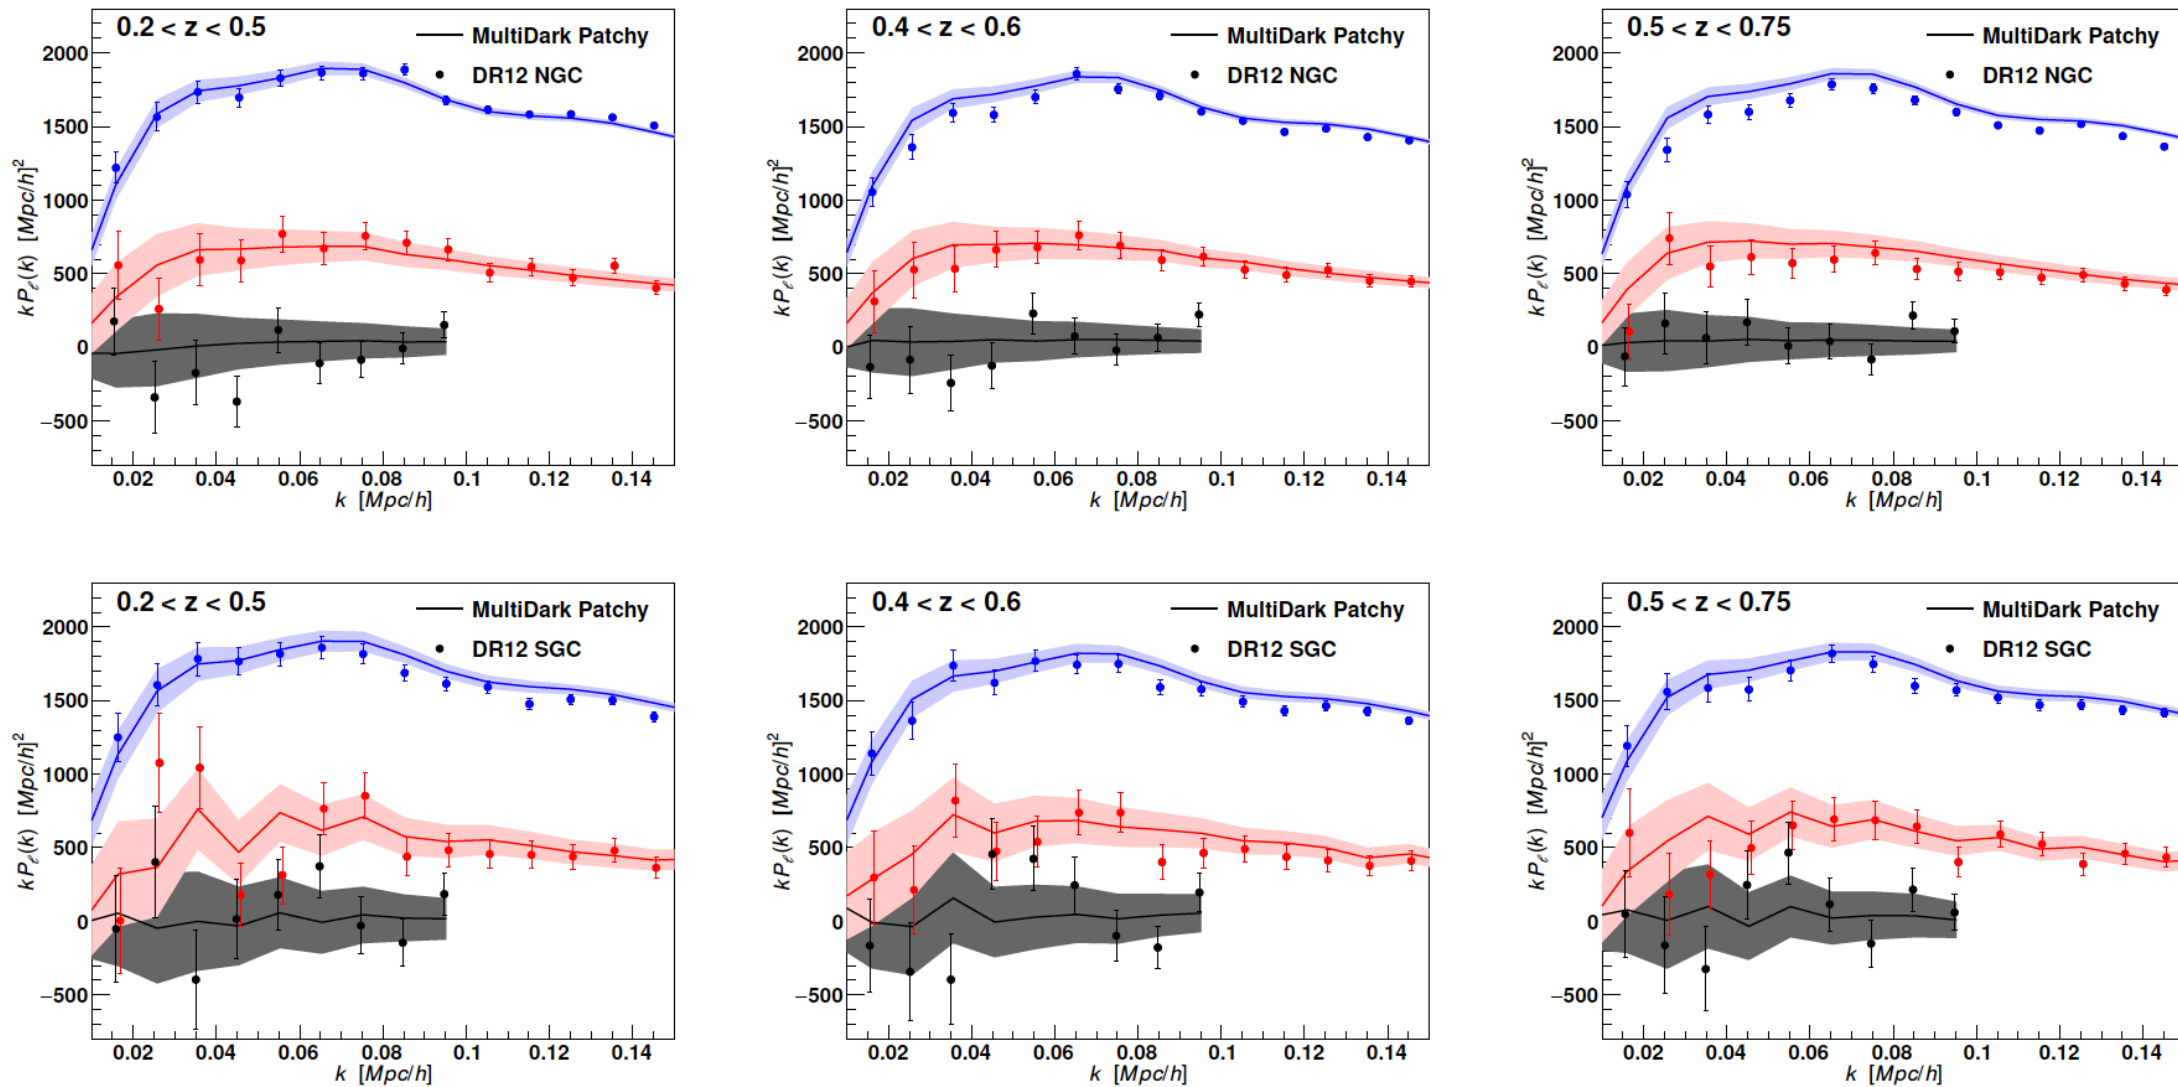 0.2 < z < 0.5
MultiDark Patchy
DR12 NGC
2000
1500
1000
500
0
−500
kPℓ(k) [Mpc/h]²
0.02 0.04 0.06 0.08 0.1 0.12 0.14
k [Mpc/h]
0.4 < z < 0.6
MultiDark Patchy
DR12 NGC
2000
1500
1000
500
0
−500
kPℓ(k) [Mpc/h]²
0.02 0.04 0.06 0.08 0.1 0.12 0.14
k [Mpc/h]
0.5 < z < 0.75
MultiDark Patchy
DR12 NGC
2000
1500
1000
500
0
−500
kPℓ(k) [Mpc/h]²
0.02 0.04 0.06 0.08 0.1 0.12 0.14
k [Mpc/h]
0.2 < z < 0.5
MultiDark Patchy
DR12 SGC
2000
1500
1000
500
0
−500
kPℓ(k) [Mpc/h]²
0.02 0.04 0.06 0.08 0.1 0.12 0.14
k [Mpc/h]
0.4 < z < 0.6
MultiDark Patchy
DR12 SGC
2000
1500
1000
500
0
−500
kPℓ(k) [Mpc/h]²
0.02 0.04 0.06 0.08 0.1 0.12 0.14
k [Mpc/h]
0.5 < z < 0.75
MultiDark Patchy
DR12 SGC
2000
1500
1000
500
0
−500
kPℓ(k) [Mpc/h]²
0.02 0.04 0.06 0.08 0.1 0.12 0.14
k [Mpc/h]